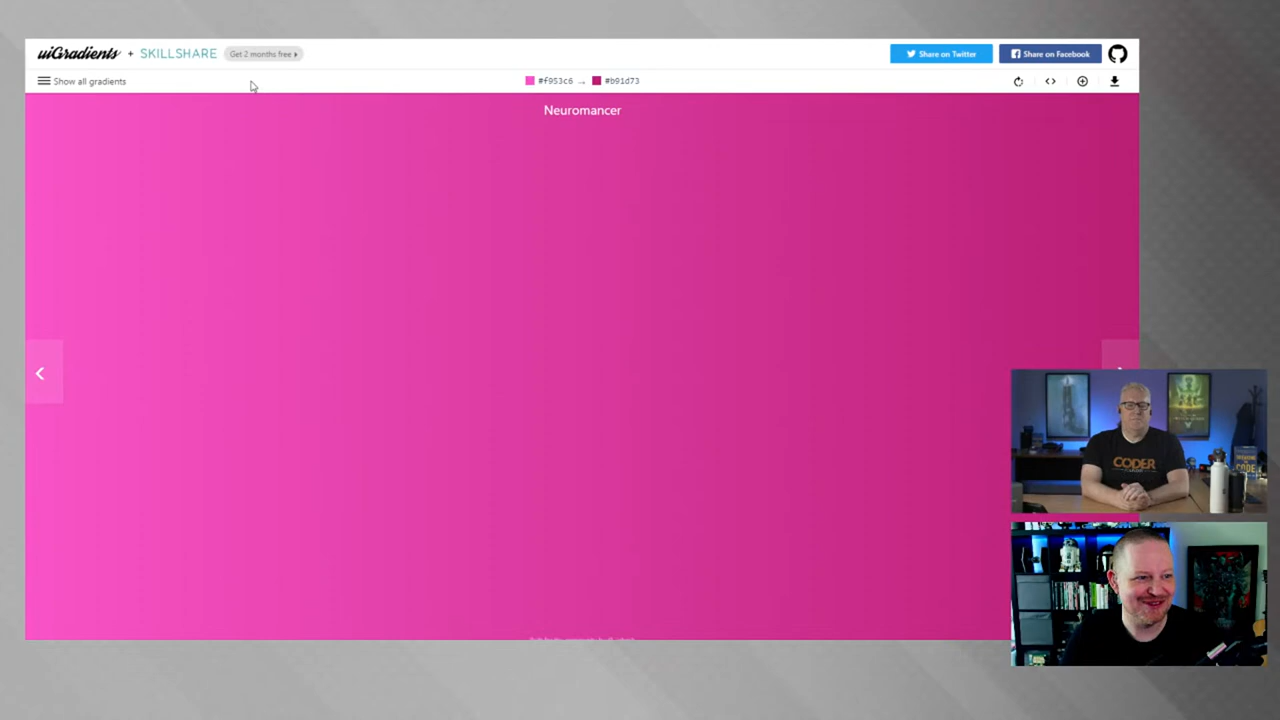 uiGradients + SKILLSHARE Get 2 months free
Share on Twitter
Share on Facebook
Show all gradients
#f953c6 → #b91d73
Neuromancer
CODER
CODE